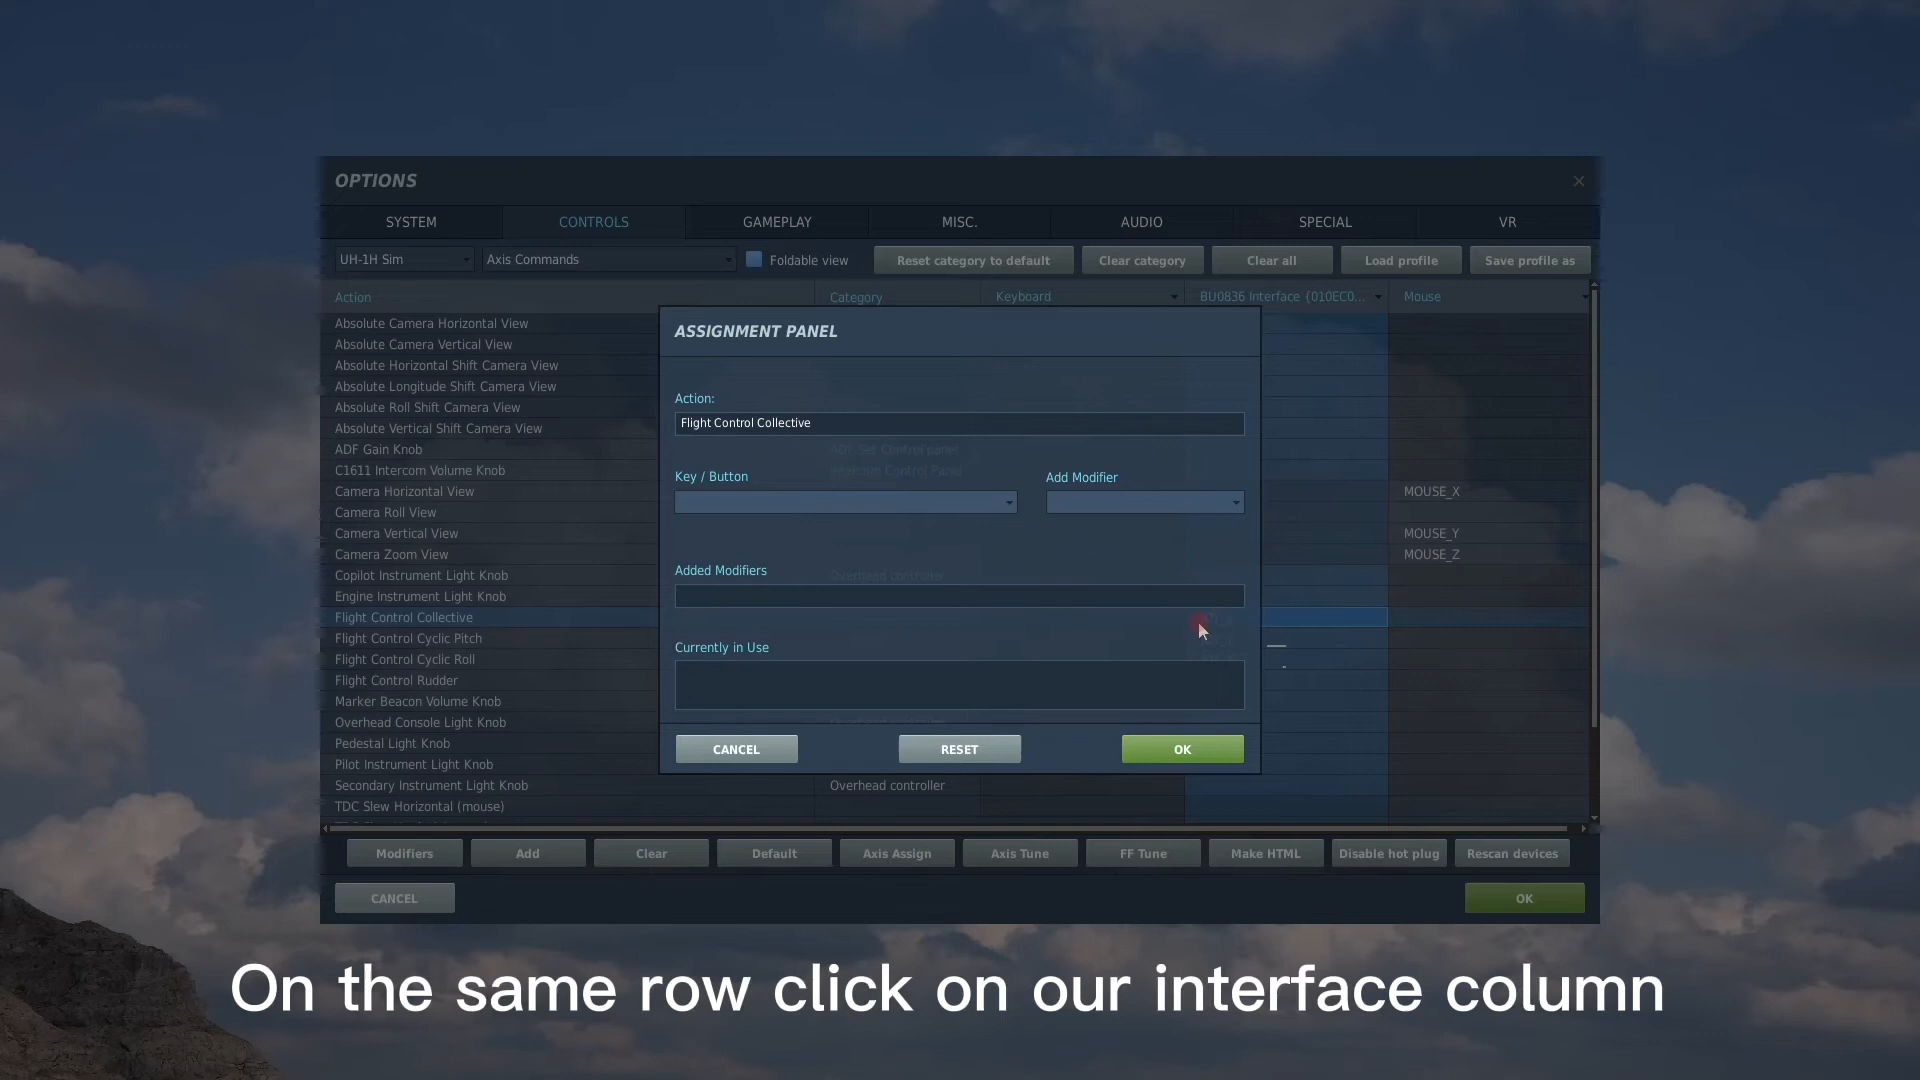 OPTIONS
SYSTEM CONTROLS GAMEPLAY MISC. AUDIO SPECIAL VR
UH-1H Sim Axis Commands Foldable view Reset category to default Clear category Clear all Load profile Save profile as
Action Category Keyboard BU0836 Interface {010EC0... Mouse
Absolute Camera Horizontal View
ASSIGNMENT PANEL
Absolute Camera Vertical View
Absolute Horizontal Shift Camera View
Absolute Longitude Shift Camera View
Action:
Absolute Roll Shift Camera View
Flight Control Collective
Absolute Vertical Shift Camera View
ADF Gain Knob
C1611 Intercom Volume Knob
Key / Button Add Modifier
Camera Horizontal View MOUSE_X
Camera Roll View
Camera Vertical View MOUSE_Y
Camera Zoom View MOUSE_Z
Added Modifiers
Copilot Instrument Light Knob Overhead controller
Engine Instrument Light Knob
Flight Control Collective
Flight Control Cyclic Pitch
Currently in Use
Flight Control Cyclic Roll
Flight Control Rudder
Marker Beacon Volume Knob
Overhead Console Light Knob
Pedestal Light Knob
CANCEL RESET OK
Pilot Instrument Light Knob
Secondary Instrument Light Knob Overhead controller
TDC Slew Horizontal (mouse)
Modifiers Add Clear Default Axis Assign Axis Tune FF Tune Make HTML Disable hot plug Rescan devices
CANCEL OK
On the same row click on our interface column